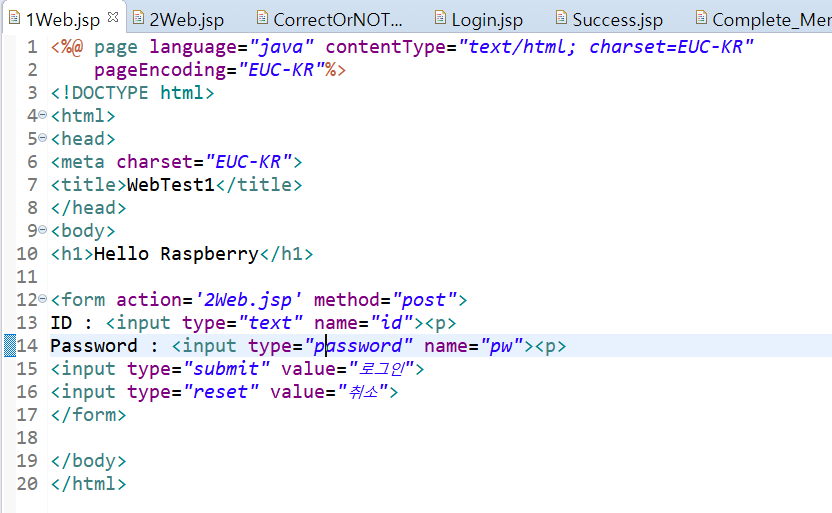 1Web.jsp 2Web.jsp CorrectOrNOT... Login.jsp Success.jsp Complete_Mer
1 <%@ page language="java" contentType="text/html; charset=EUC-KR"
2 pageEncoding="EUC-KR"%>
3 <!DOCTYPE html>
4 <html>
5 <head>
6 <meta charset="EUC-KR">
7 <title>WebTest1</title>
8 </head>
9 <body>
10 <h1>Hello Raspberry</h1>
11
12 <form action='2Web.jsp' method="post">
13 ID : <input type="text" name="id"><p>
14 Password : <input type="password" name="pw"><p>
15 <input type="submit" value="로그인">
16 <input type="reset" value="취소">
17 </form>
18
19 </body>
20 </html>